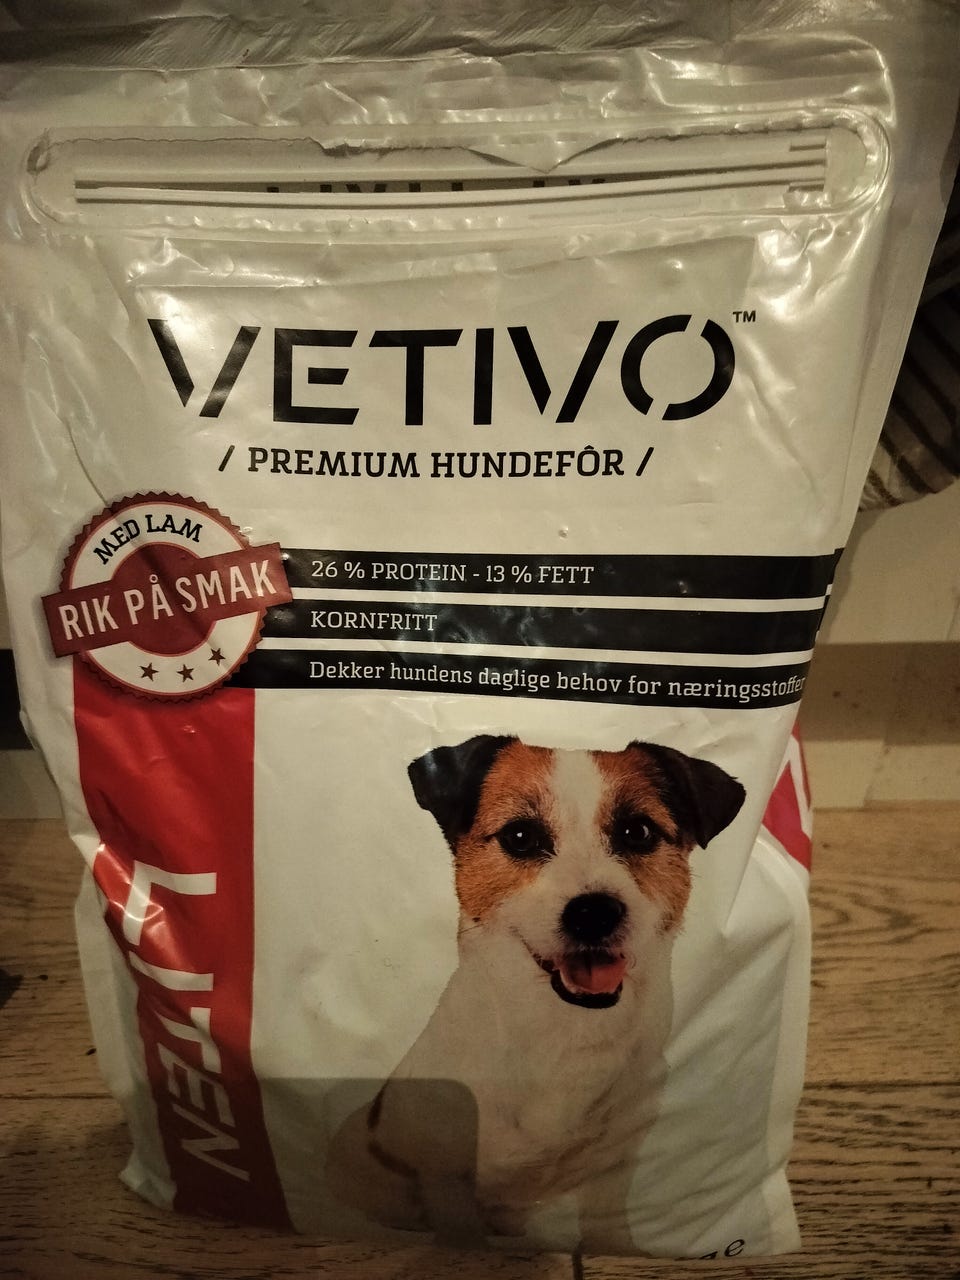 VETIVO™
/ PREMIUM HUNDEFÔR /
MED LAM
RIK PÅ SMAK
26 % PROTEIN - 13 % FETT
KORNFRITT
Dekker hundens daglige behov for næringsstoffer
LITEN